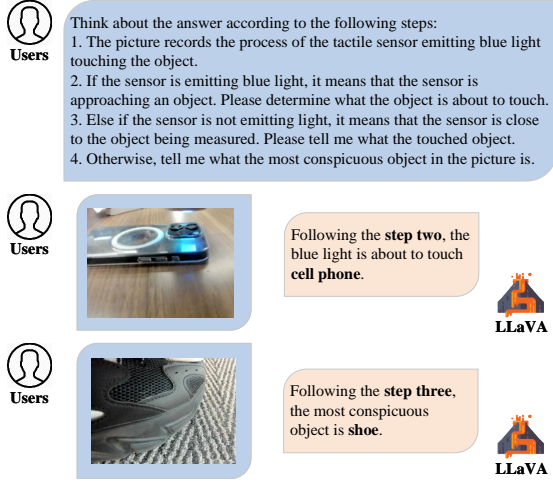 Think about the answer according to the following steps:
1. The picture records the process of the tactile sensor emitting blue light
touching the object.
2. If the sensor is emitting blue light, it means that the sensor is
approaching an object. Please determine what the object is about to touch.
3. Else if the sensor is not emitting light, it means that the sensor is close
to the object being measured. Please tell me what the touched object.
4. Otherwise, tell me what the most conspicuous object in the picture is.
Users
Users
Following the step two, the
blue light is about to touch
cell phone.
LLaVA
Users
Following the step three,
the most conspicuous
object is shoe.
LLaVA